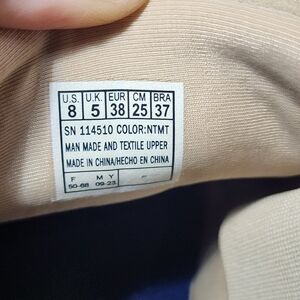 U.S. U.K. EUR CM BRA
8 5 38 25 37
SN 114510 COLOR:NTMT
MAN MADE AND TEXTILE UPPER
MADE IN CHINA/HECHO EN CHINA
F M Y
50-68 09-23